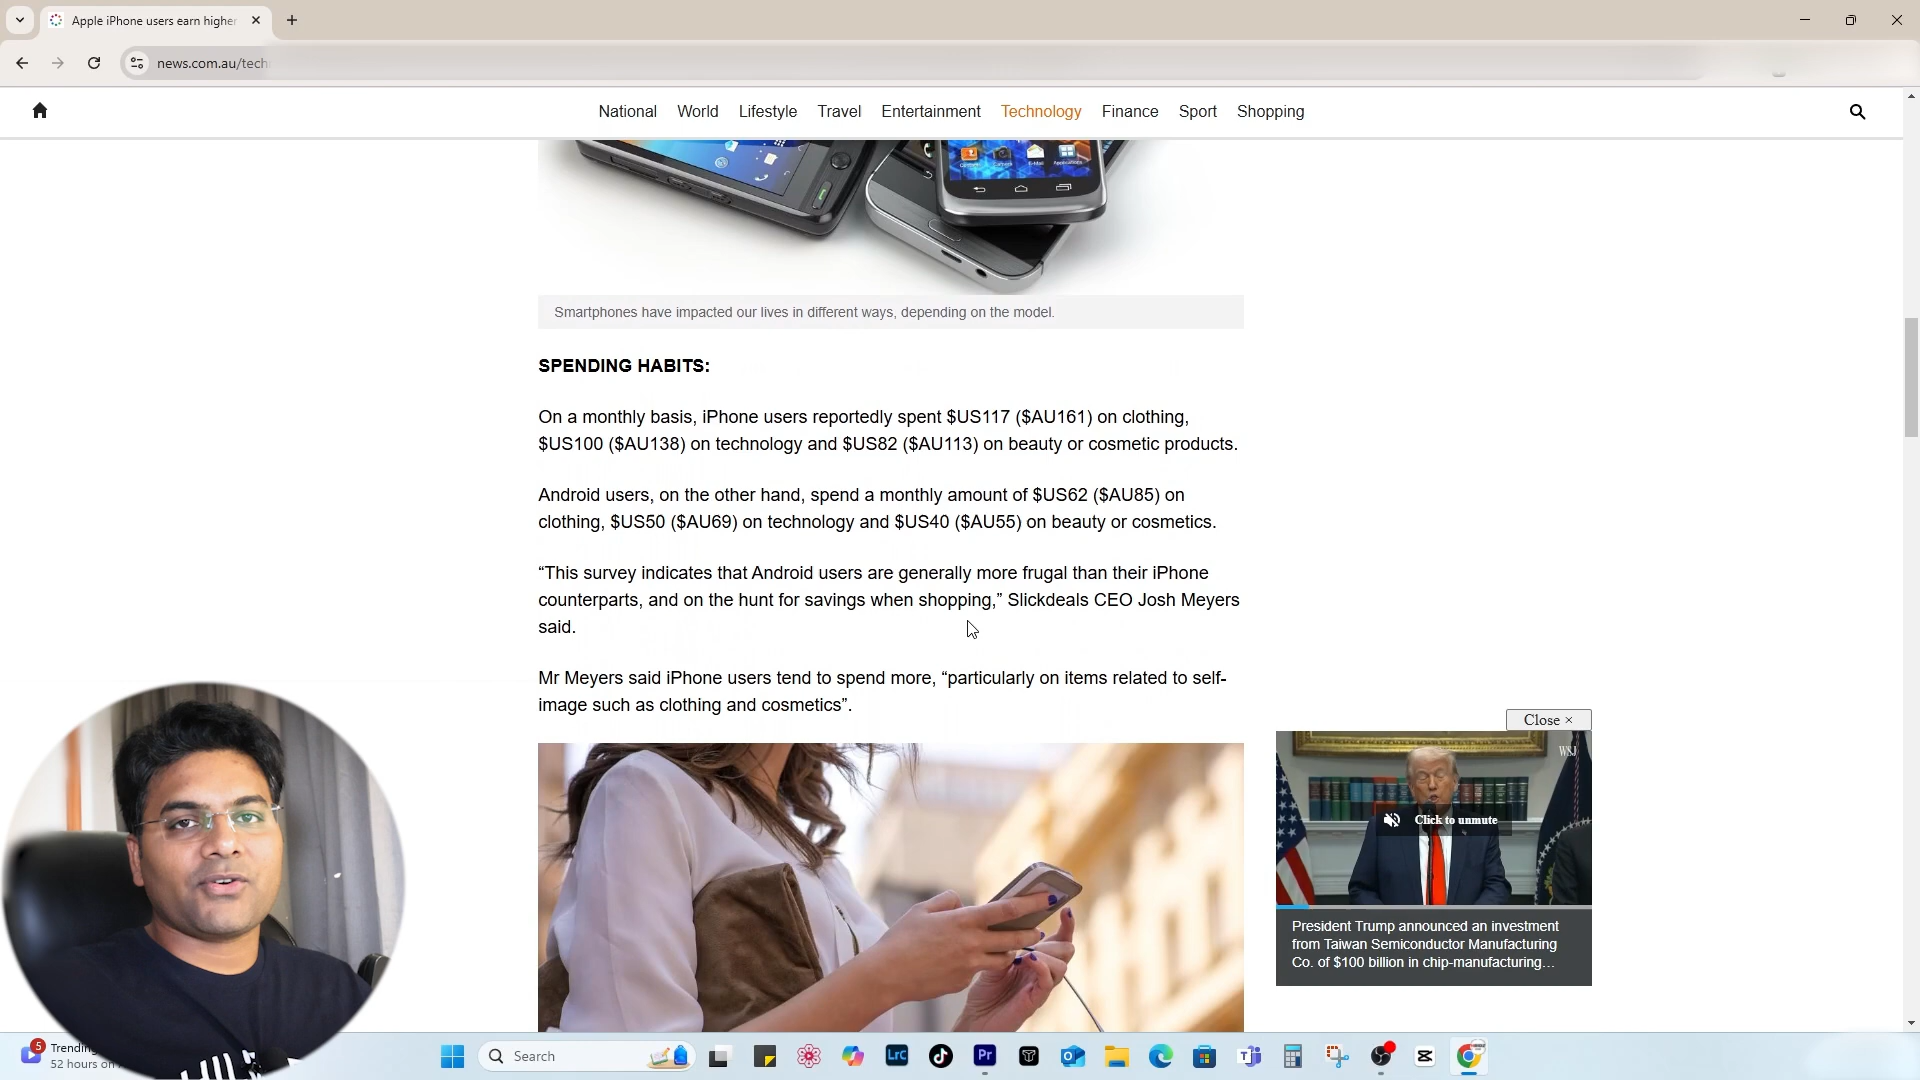 Apple iPhone users earn higher
news.com.au/tech
National World Lifestyle Travel Entertainment Technology Finance Sport Shopping
Smartphones have impacted our lives in different ways, depending on the model.
SPENDING HABITS:
On a monthly basis, iPhone users reportedly spent $US117 ($AU161) on clothing,
$US100 ($AU138) on technology and $US82 ($AU113) on beauty or cosmetic products.
Android users, on the other hand, spend a monthly amount of $US62 ($AU85) on
clothing, $US50 ($AU69) on technology and $US40 ($AU55) on beauty or cosmetics.
“This survey indicates that Android users are generally more frugal than their iPhone
counterparts, and on the hunt for savings when shopping,” Slickdeals CEO Josh Meyers
said.
Mr Meyers said iPhone users tend to spend more, “particularly on items related to self-
image such as clothing and cosmetics”.
Close ×
WSJ
Click to unmute
President Trump announced an investment
from Taiwan Semiconductor Manufacturing
Co. of $100 billion in chip-manufacturing...
5
Trending
52 hours on
Search
Lrc
Pr